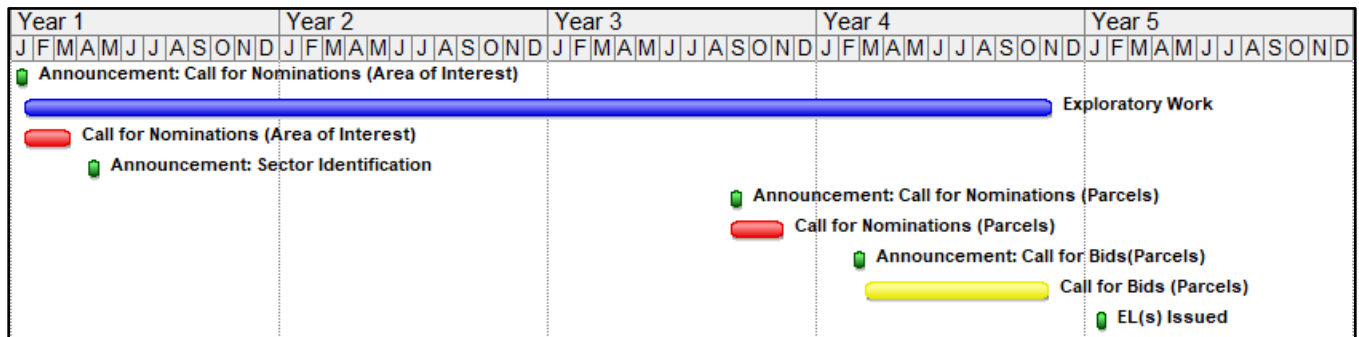 Year 1 Year 2 Year 3 Year 4 Year 5
J F M A M J J A S O N D J F M A M J J A S O N D J F M A M J J A S O N D J F M A M J J A S O N D J F M A M J J A S O N D
Announcement: Call for Nominations (Area of Interest)
Exploratory Work
Call for Nominations (Area of Interest)
Announcement: Sector Identification
Announcement: Call for Nominations (Parcels)
Call for Nominations (Parcels)
Announcement: Call for Bids(Parcels)
Call for Bids (Parcels)
EL(s) Issued